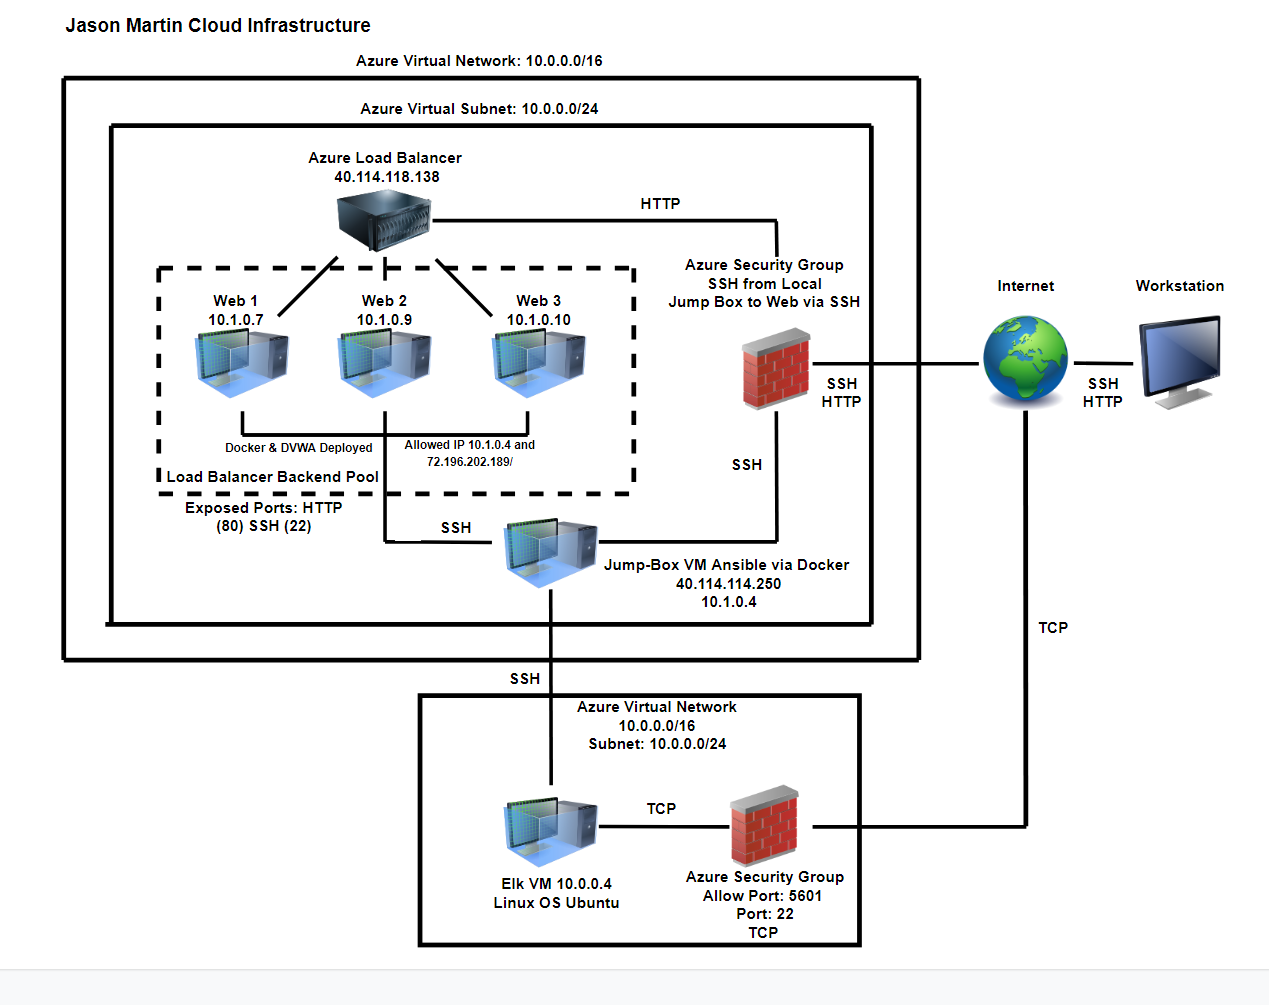 Jason Martin Cloud Infrastructure
Azure Virtual Network: 10.0.0.0/16
Azure Virtual Subnet: 10.0.0.0/24
Azure Load Balancer
40.114.118.138
HTTP
Azure Security Group
SSH from Local
Jump Box to Web via SSH
Internet
Workstation
Web 1
10.1.0.7
Web 2
10.1.0.9
Web 3
10.1.0.10
SSH
HTTP
SSH
HTTP
Docker & DVWA Deployed
Allowed IP 10.1.0.4 and
72.196.202.189/
SSH
Load Balancer Backend Pool
Exposed Ports: HTTP
(80) SSH (22)
SSH
Jump-Box VM Ansible via Docker
40.114.114.250
10.1.0.4
TCP
SSH
Azure Virtual Network
10.0.0.0/16
Subnet: 10.0.0.0/24
TCP
Elk VM 10.0.0.4
Linux OS Ubuntu
Azure Security Group
Allow Port: 5601
Port: 22
TCP